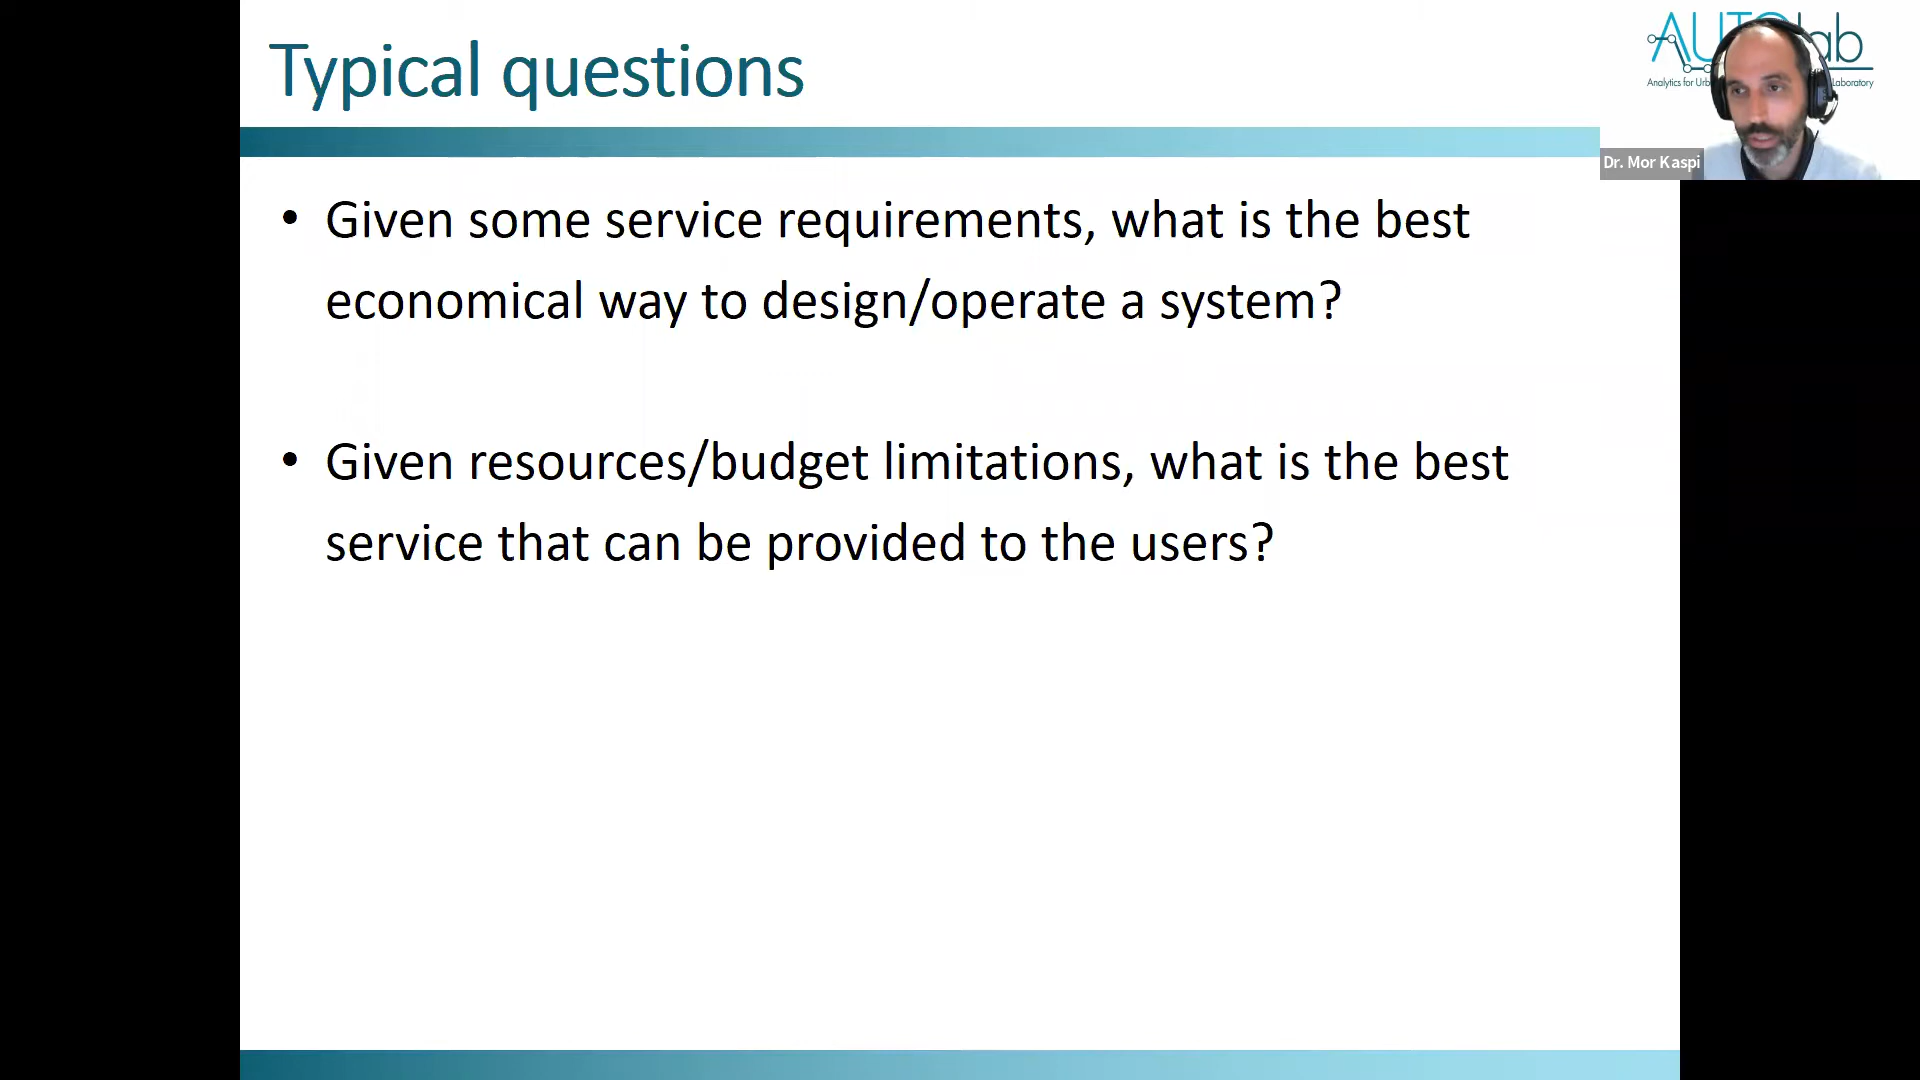 Typical questions
Dr. Mor Kaspi
• Given some service requirements, what is the best
economical way to design/operate a system?
• Given resources/budget limitations, what is the best
service that can be provided to the users?
ab
Analytics for
Laboratory